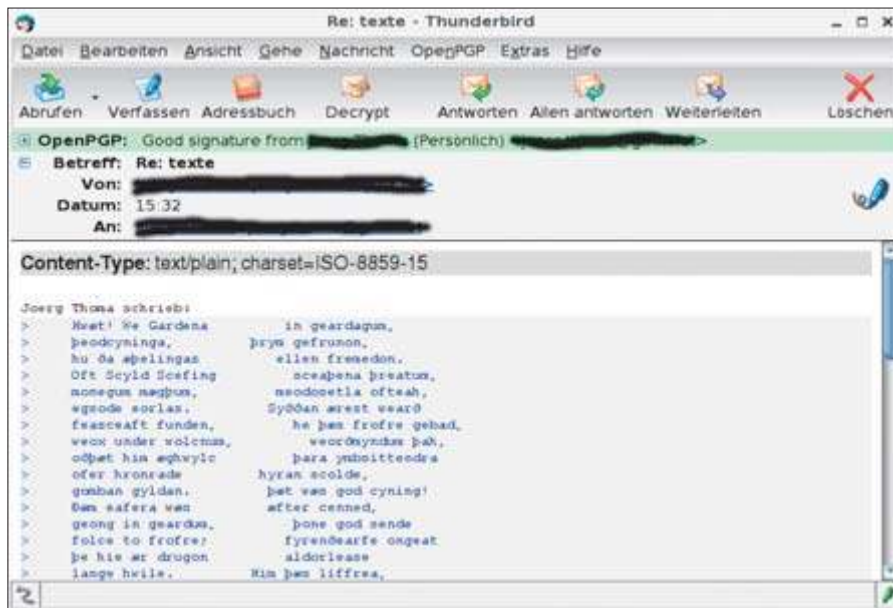 Re: texte - Thunderbird
Datei Bearbeiten Ansicht Gehe Nachricht OpenPGP Extras Hilfe
Abrufen Verfassen Adressbuch Decrypt Antworten Allen antworten Weiterleiten Löschen
OpenPGP: Good signature from (Persönlich) >
Betreff: Re: texte
Von:
Datum: 15:32
An:
Content-Type: text/plain; charset=ISO-8859-15
Joerg Thoma schrieb:
> Hwæt! We Gardena in geardagum,
> þeodcyninga, þrym gefrunon,
> hu ða æþelingas ellen fremedon.
> Oft Scyld Scefing sceaþena þreatum,
> monegum mægþum, meodosetla ofteah,
> egsode eorlas. Syððan ærest wearð
> feasceaft funden, he þæs frofre gebad,
> weox under wolcnum, weorðmyndum þah,
> oðþæt him æghwylc þara ymbsittendra
> ofer hronrade hyran scolde,
> gomban gyldan. þæt wæs god cyning!
> Ðæm eafera wæs æfter cenned,
> geong in geardum, þone god sende
> folce to frofre; fyrenðearfe ongeat
> þe hie ær drugon aldorlease
> lange hwile. Him þæs liffrea,